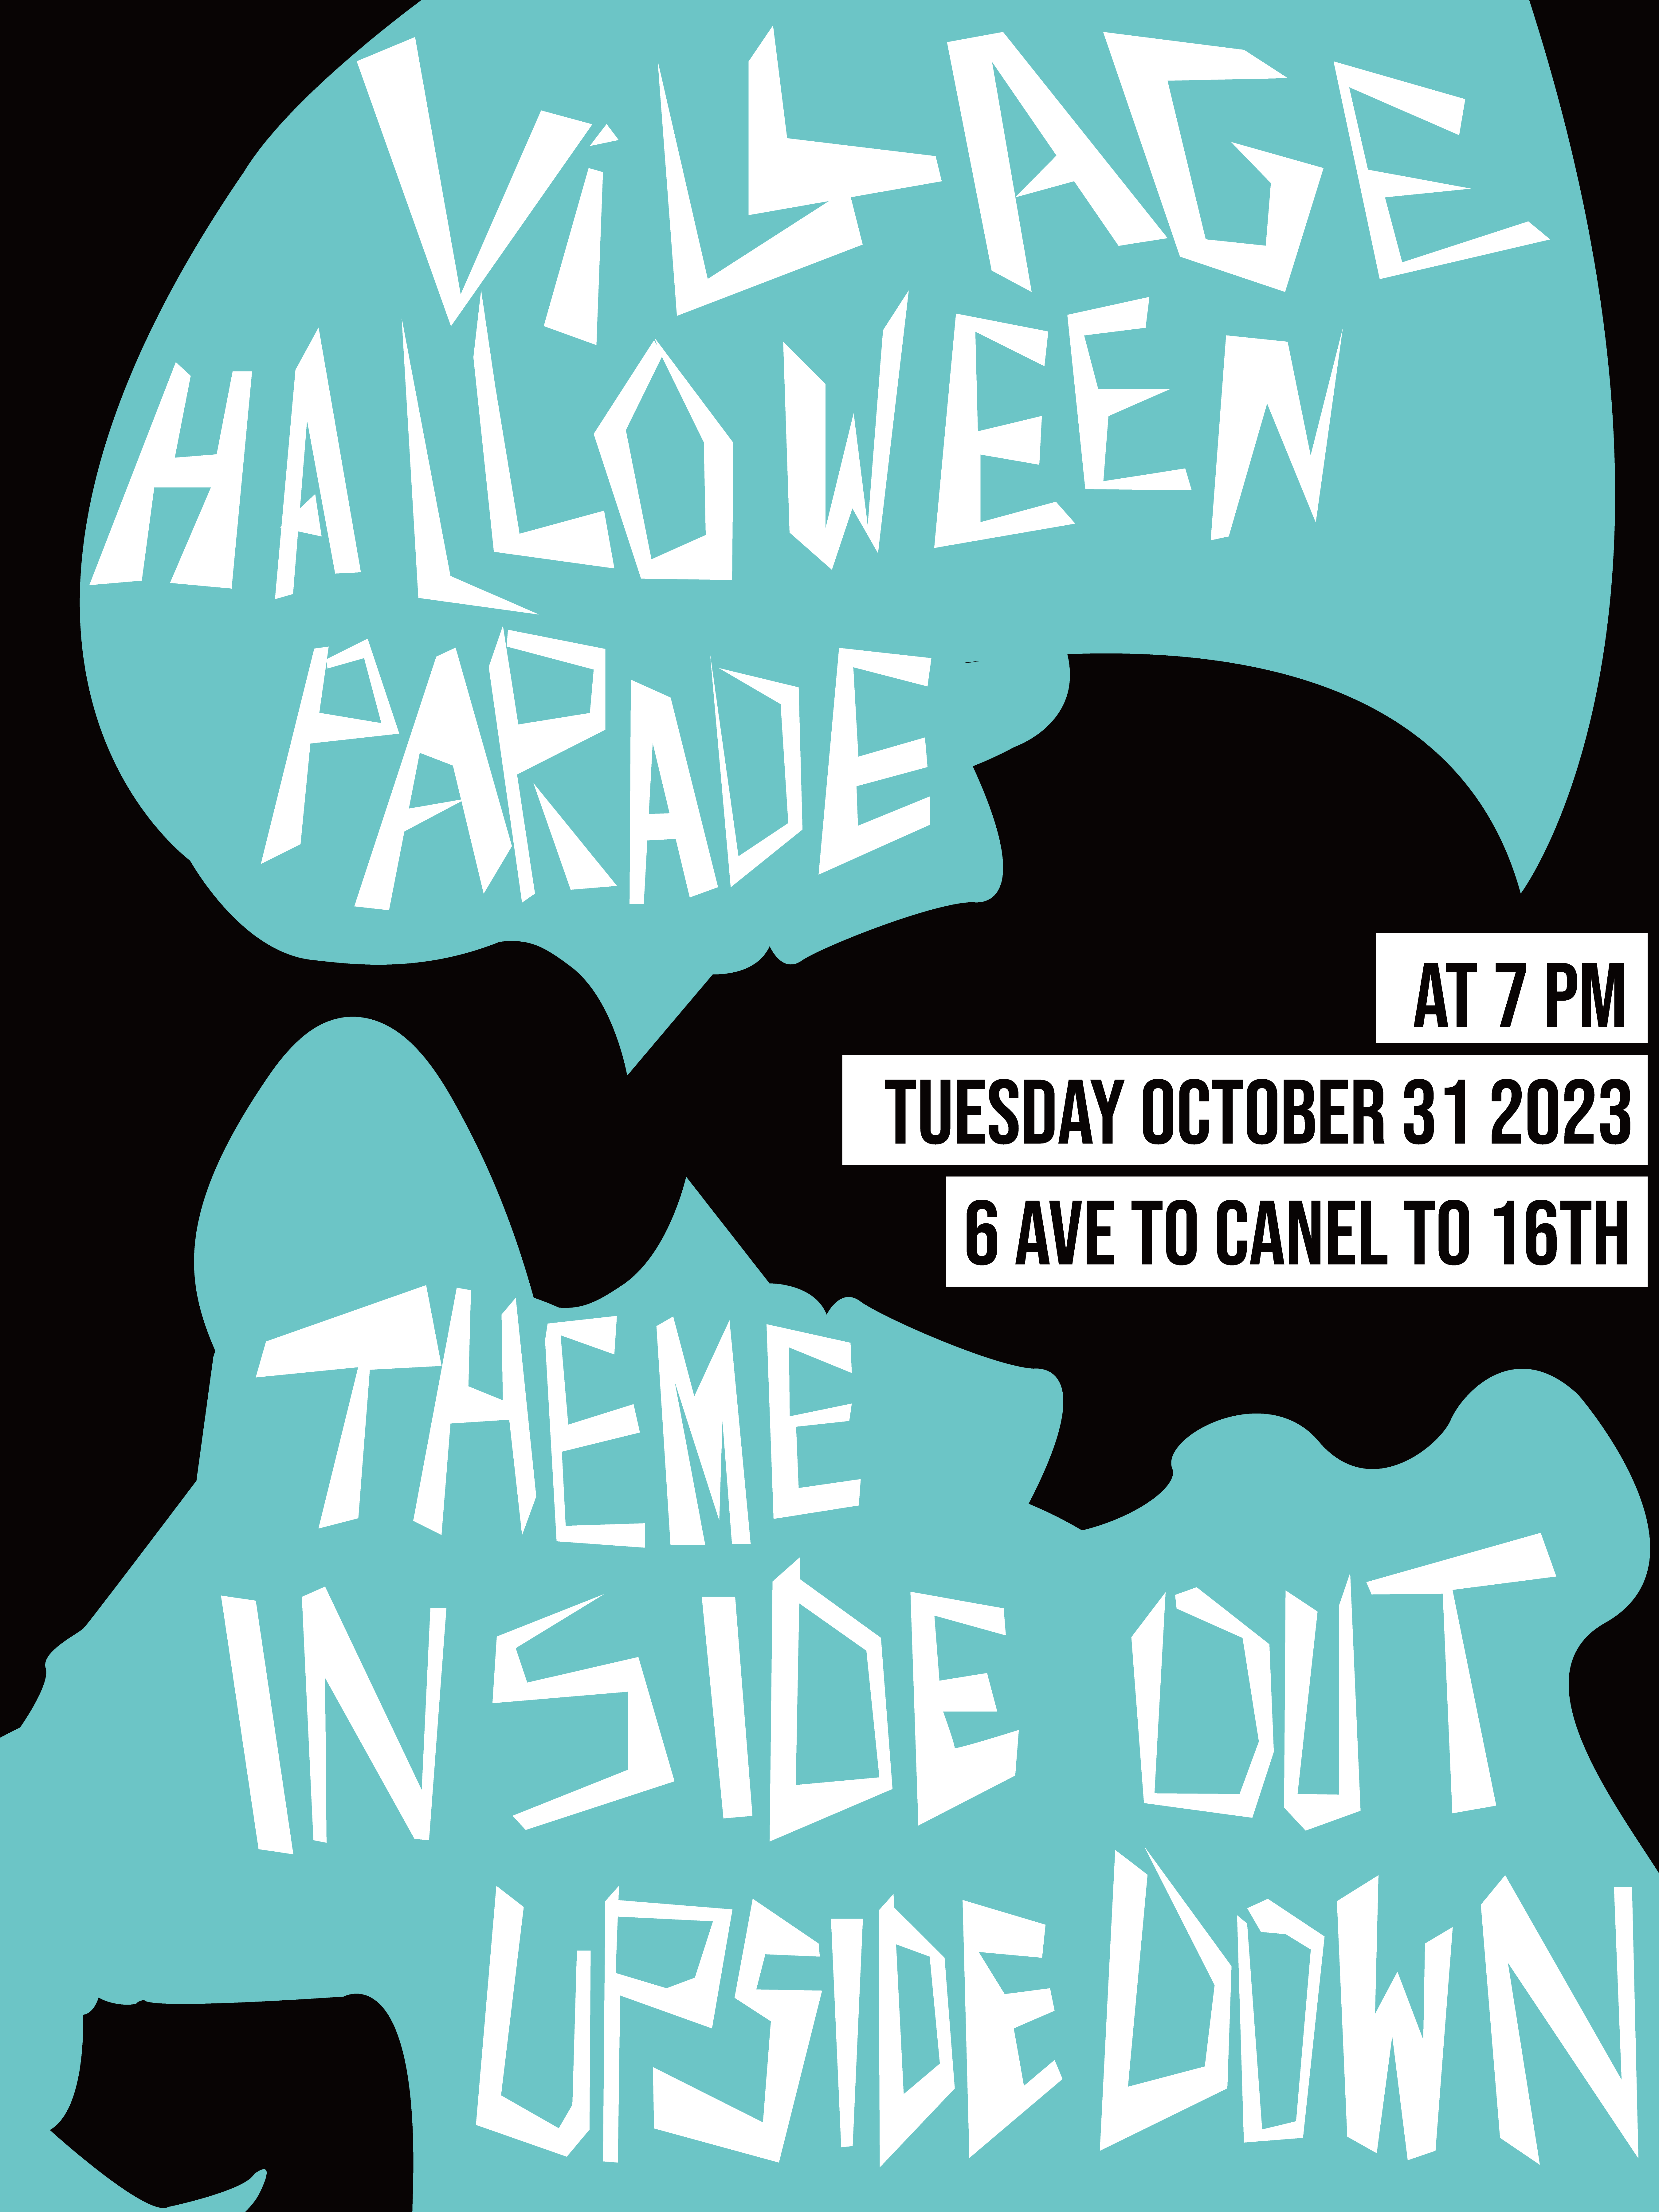 ViLLAGE
HALLOWEEN
PARADE
AT 7 PM
TUESDAY OCTOBER 31 2023
6 AVE TO CANEL TO 16TH
THEME
INSIDE OUT
UPSIDE DOWN